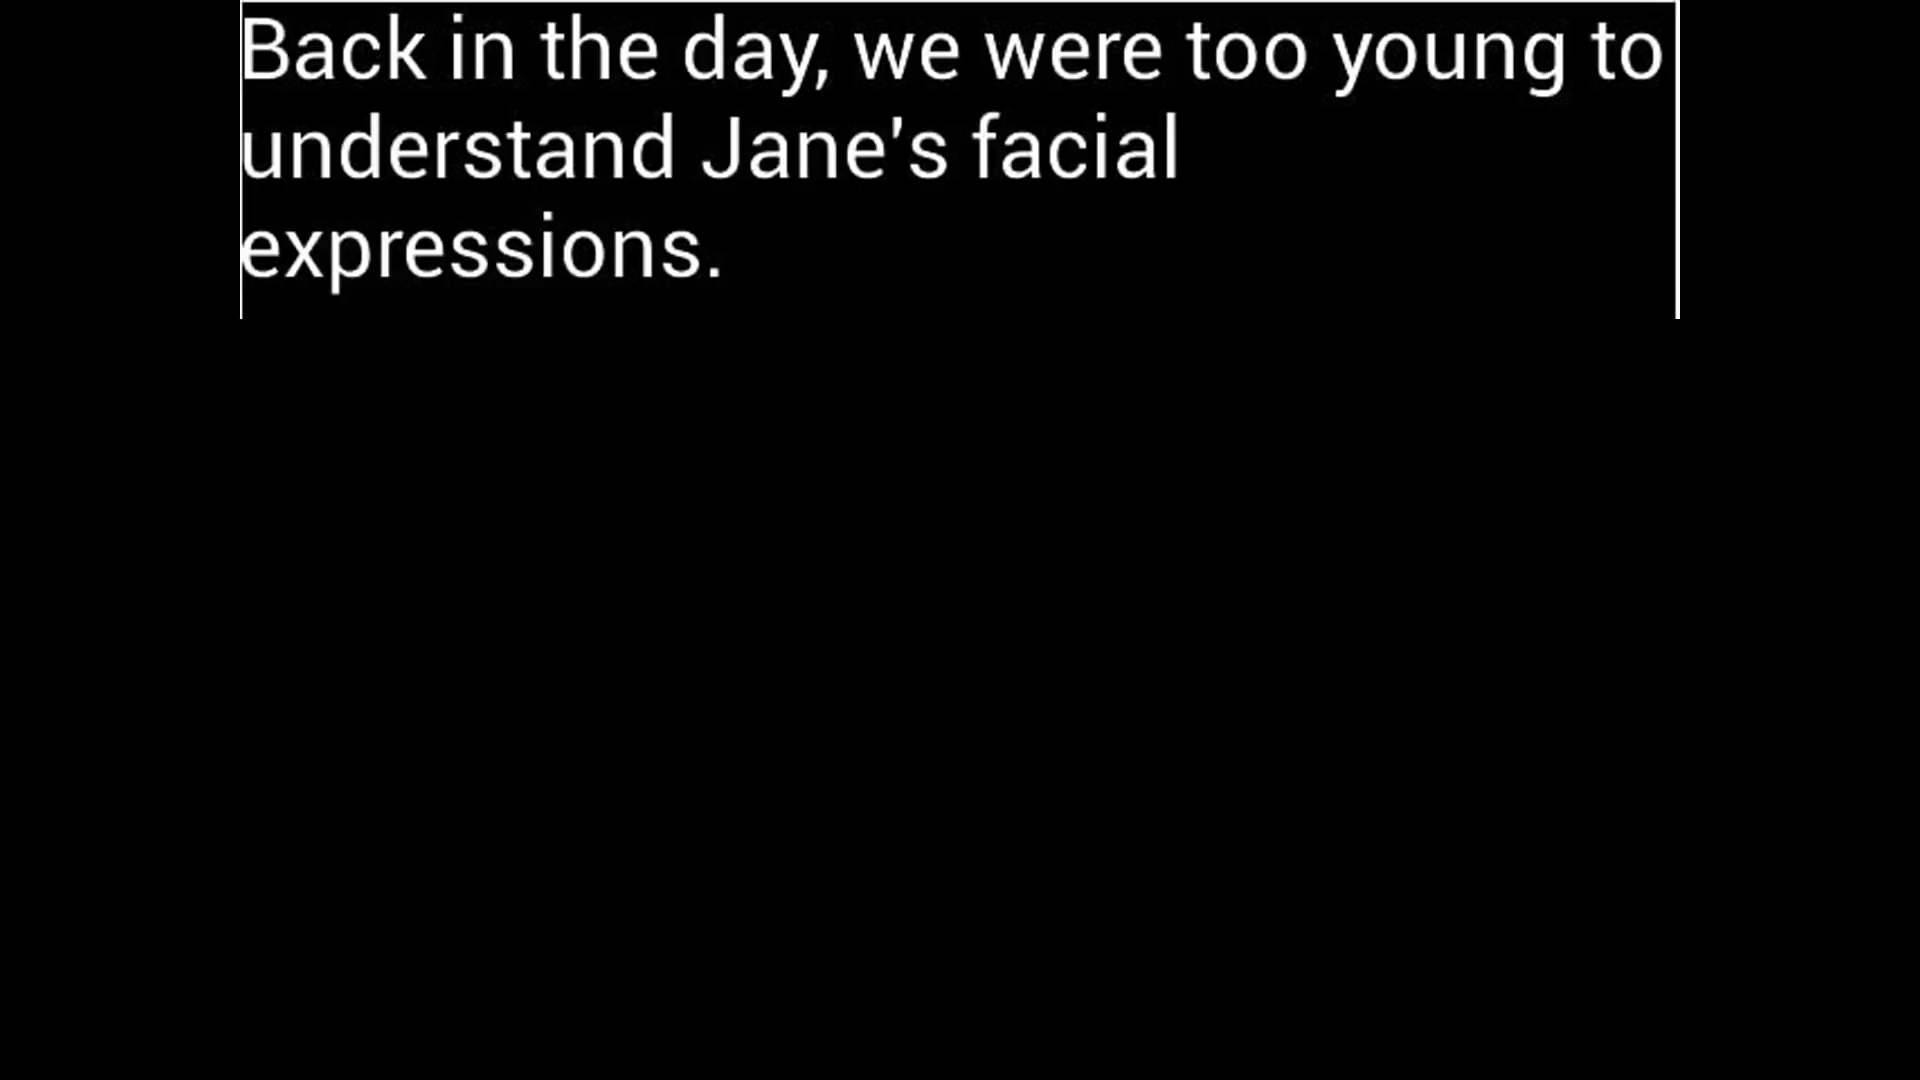 Back in the day, we were too young to
understand Jane's facial
expressions.